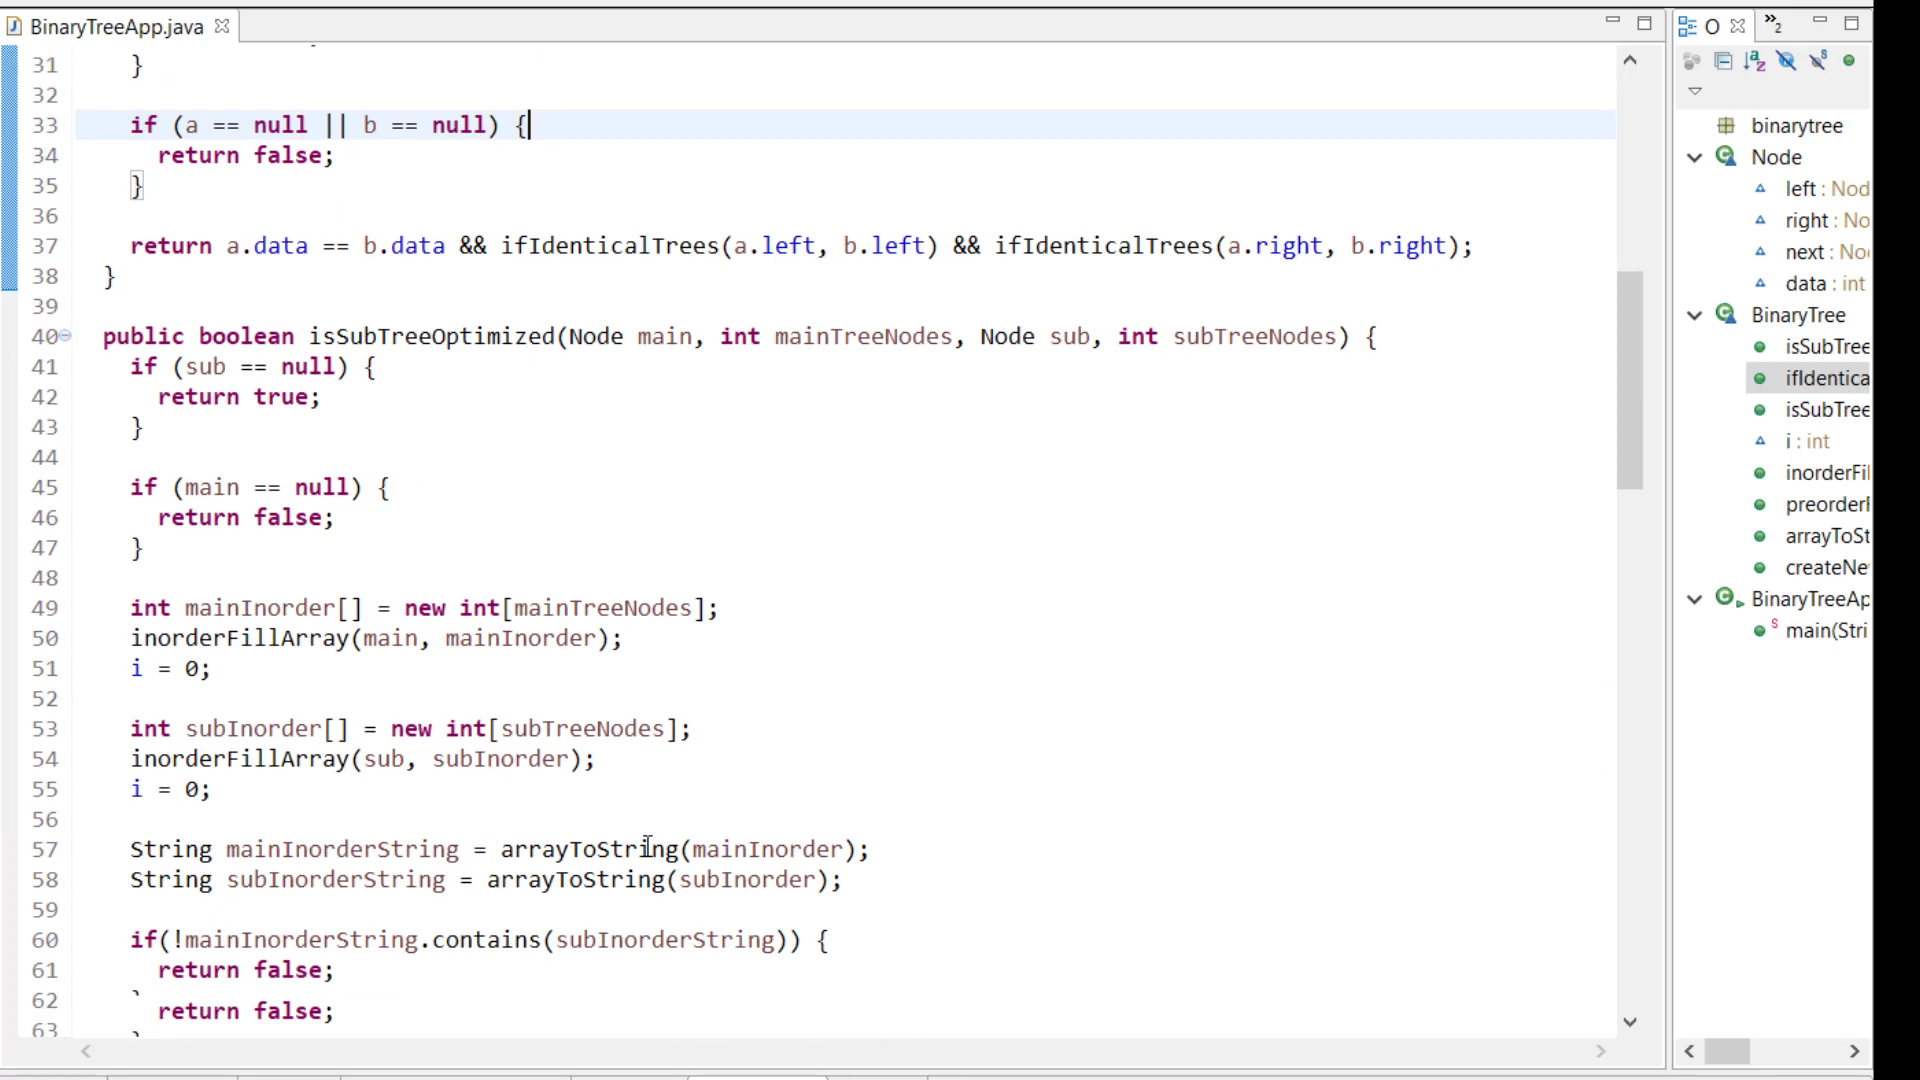 BinaryTreeApp.java
31 }
32
33 if (a == null || b == null) {
34 return false;
35 }
36
37 return a.data == b.data && ifIdenticalTrees(a.left, b.left) && ifIdenticalTrees(a.right, b.right);
38 }
39
40 public boolean isSubTreeOptimized(Node main, int mainTreeNodes, Node sub, int subTreeNodes) {
41 if (sub == null) {
42 return true;
43 }
44
45 if (main == null) {
46 return false;
47 }
48
49 int mainInorder[] = new int[mainTreeNodes];
50 inorderFillArray(main, mainInorder);
51 i = 0;
52
53 int subInorder[] = new int[subTreeNodes];
54 inorderFillArray(sub, subInorder);
55 i = 0;
56
57 String mainInorderString = arrayToString(mainInorder);
58 String subInorderString = arrayToString(subInorder);
59
60 if(!mainInorderString.contains(subInorderString)) {
61 return false;
62
return false;
63
O
»2
binarytree
Node
left : Nod
right : No
next : No
data : int
BinaryTree
isSubTree
ifIdentica
isSubTree
i : int
inorderFil
preorderF
arrayToSt
createNe
BinaryTreeAp
main(Stri